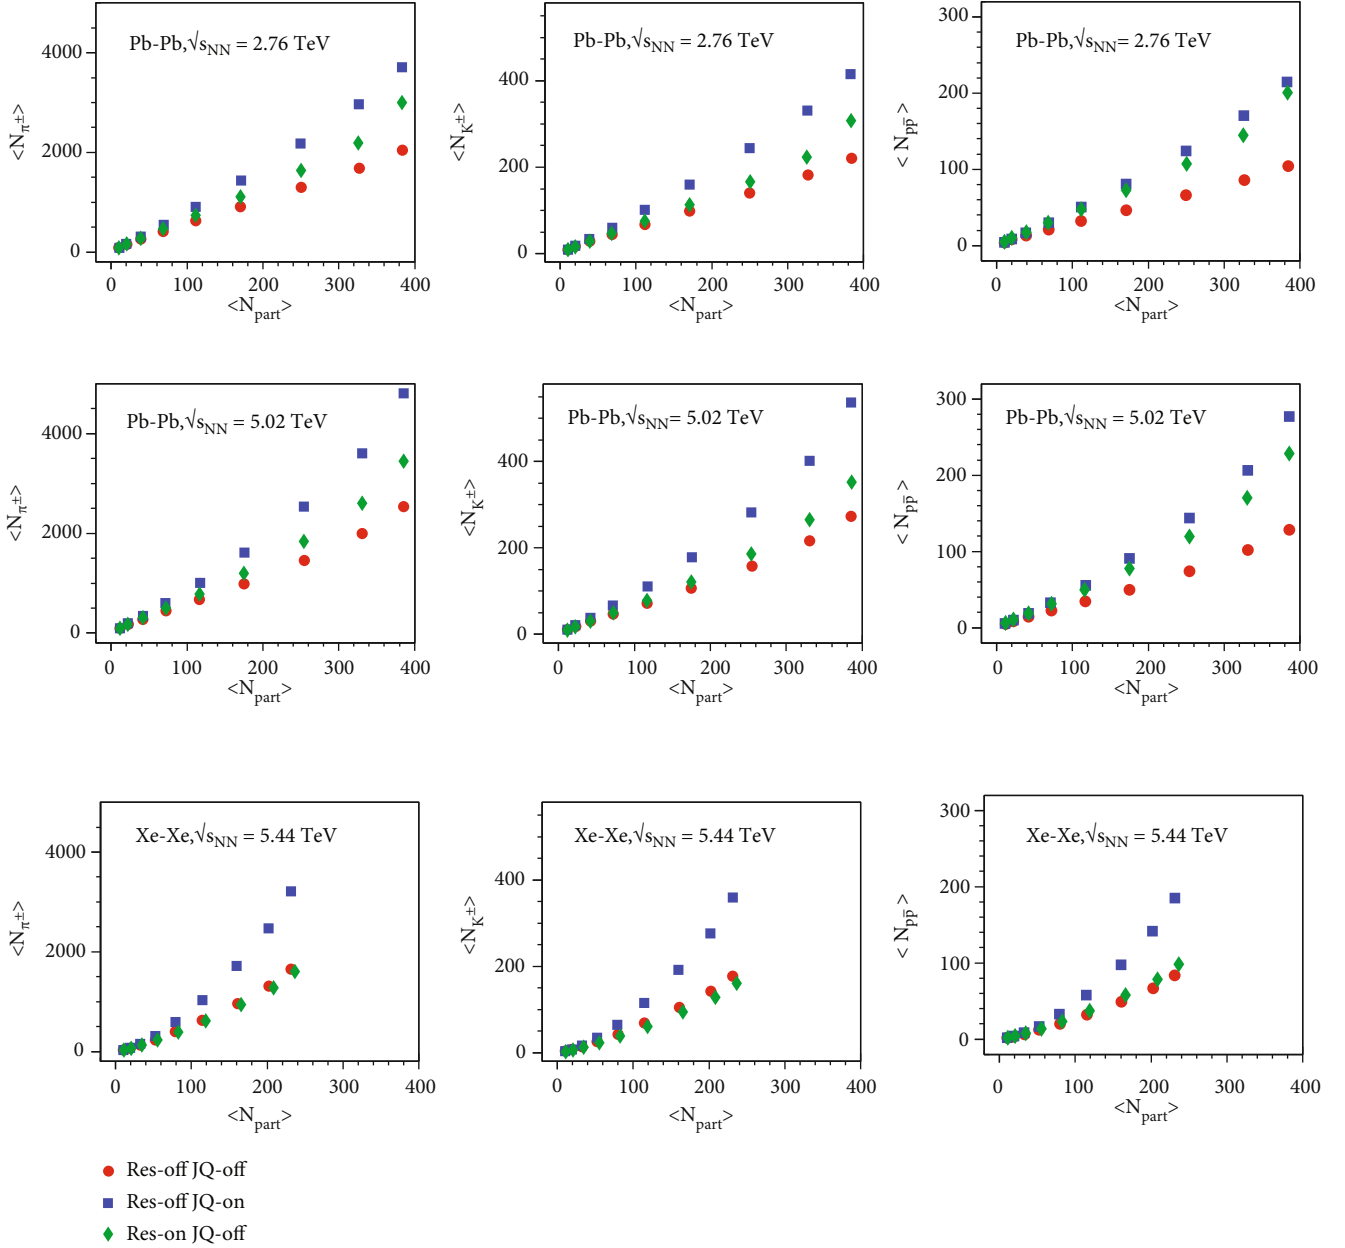 Pb-Pb,√sNN = 2.76 TeV
<Nπ±>
4000
2000
0
0 100 200 300 400
<Npart>
Pb-Pb,√sNN = 2.76 TeV
<NK±>
400
200
0
0 100 200 300 400
<Npart>
Pb-Pb,√sNN= 2.76 TeV
< Npp̅ >
300
200
100
0
0 100 200 300 400
<Npart>
Pb-Pb,√sNN = 5.02 TeV
<Nπ±>
4000
2000
0
0 100 200 300 400
<Npart>
Pb-Pb,√sNN= 5.02 TeV
<NK±>
400
200
0
0 100 200 300 400
<Npart>
Pb-Pb,√sNN = 5.02 TeV
< Npp̅ >
300
200
100
0
0 100 200 300 400
<Npart>
Xe-Xe,√sNN = 5.44 TeV
<Nπ±>
4000
2000
0
0 100 200 300 400
<Npart>
Xe-Xe,√sNN = 5.44 TeV
<NK±>
400
200
0
0 100 200 300 400
<Npart>
Xe-Xe,√sNN = 5.44 TeV
< Npp̅ >
300
200
100
0
0 100 200 300 400
<Npart>
Res-off JQ-off
Res-off JQ-on
Res-on JQ-off